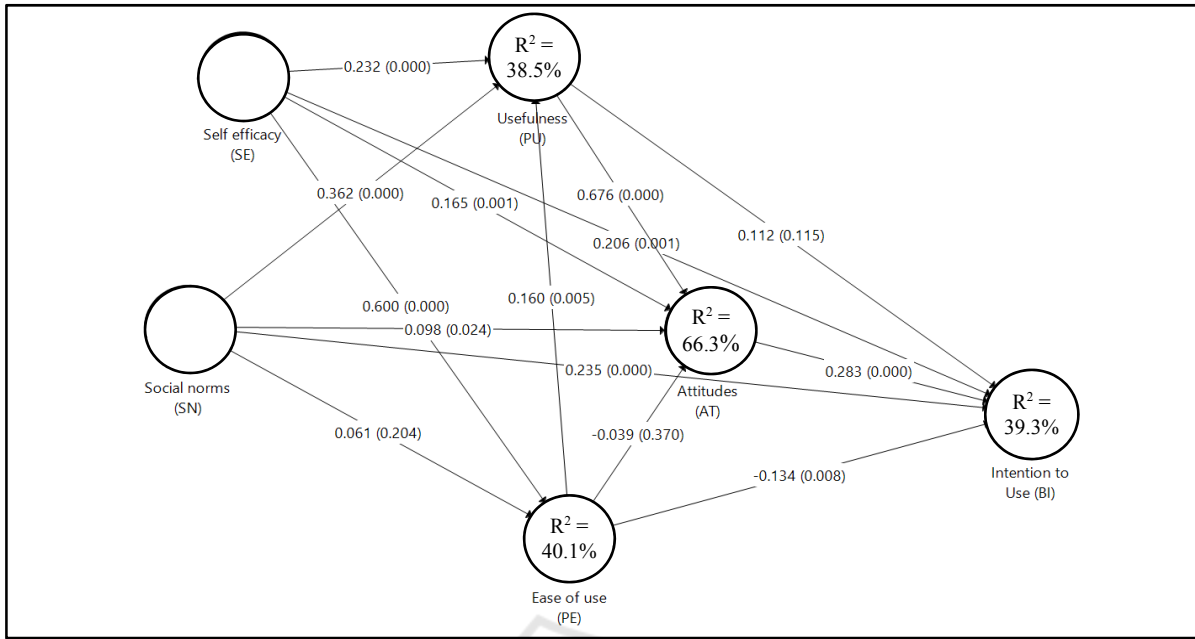 R² =
38.5%
0.232 (0.000)
Usefulness
(PU)
Self efficacy
(SE)
0.362 (0.000)
0.676 (0.000)
0.165 (0.001)
0.206 (0.001)
0.112 (0.115)
0.160 (0.005)
0.600 (0.000)
0.098 (0.024)
R² =
66.3%
0.235 (0.000)
0.283 (0.000)
Social norms
(SN)
Attitudes
(AT)
R² =
39.3%
0.061 (0.204)
-0.039 (0.370)
-0.134 (0.008)
Intention to
Use (BI)
R² =
40.1%
Ease of use
(PE)